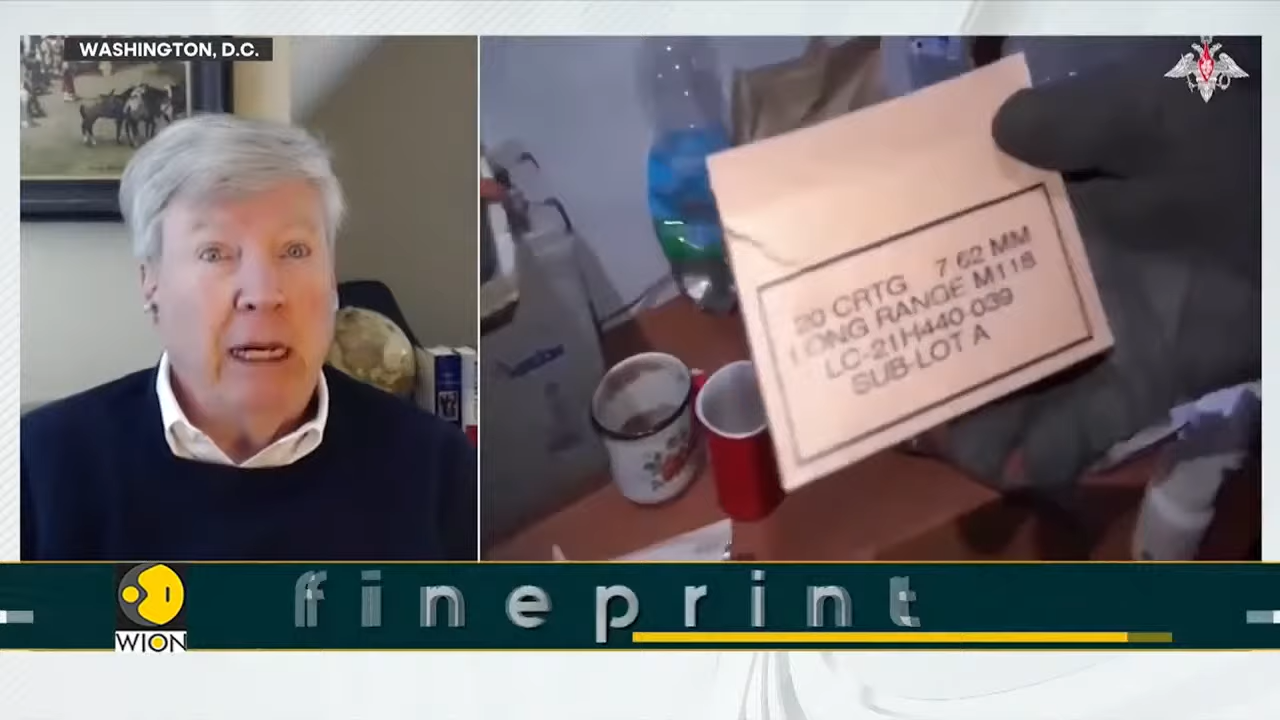 WASHINGTON, D.C.
20 CRTG 7.62 MM
LONG RANGE M118
LC-21H440-039
SUB-LOT A
fineprint
WION